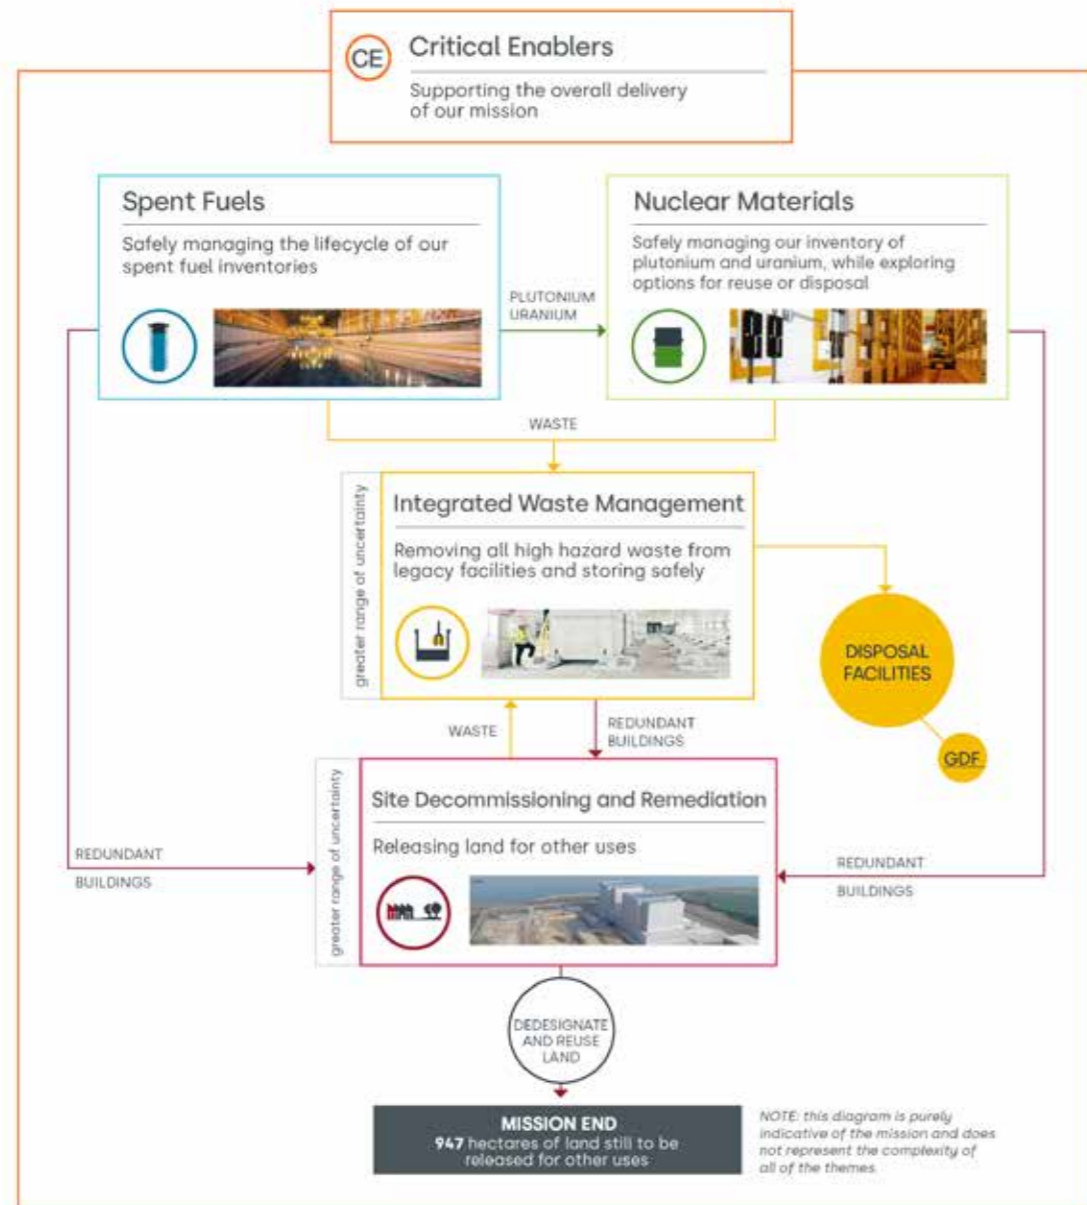 CE
Critical Enablers
Supporting the overall delivery
of our mission
Spent Fuels
Safely managing the lifecycle of our
spent fuel inventories
PLUTONIUM
URANIUM
Nuclear Materials
Safely managing our inventory of
plutonium and uranium, while exploring
options for reuse or disposal
WASTE
greater range of uncertainty
Integrated Waste Management
Removing all high hazard waste from
legacy facilities and storing safely
DISPOSAL
FACILITIES
GDF
WASTE
REDUNDANT
BUILDINGS
greater range of uncertainty
Site Decommissioning and Remediation
Releasing land for other uses
REDUNDANT
BUILDINGS
REDUNDANT
BUILDINGS
DEDESIGNATE
AND REUSE
LAND
MISSION END
947 hectares of land still to be
released for other uses
NOTE: this diagram is purely
indicative of the mission and does
not represent the complexity of
all of the themes.